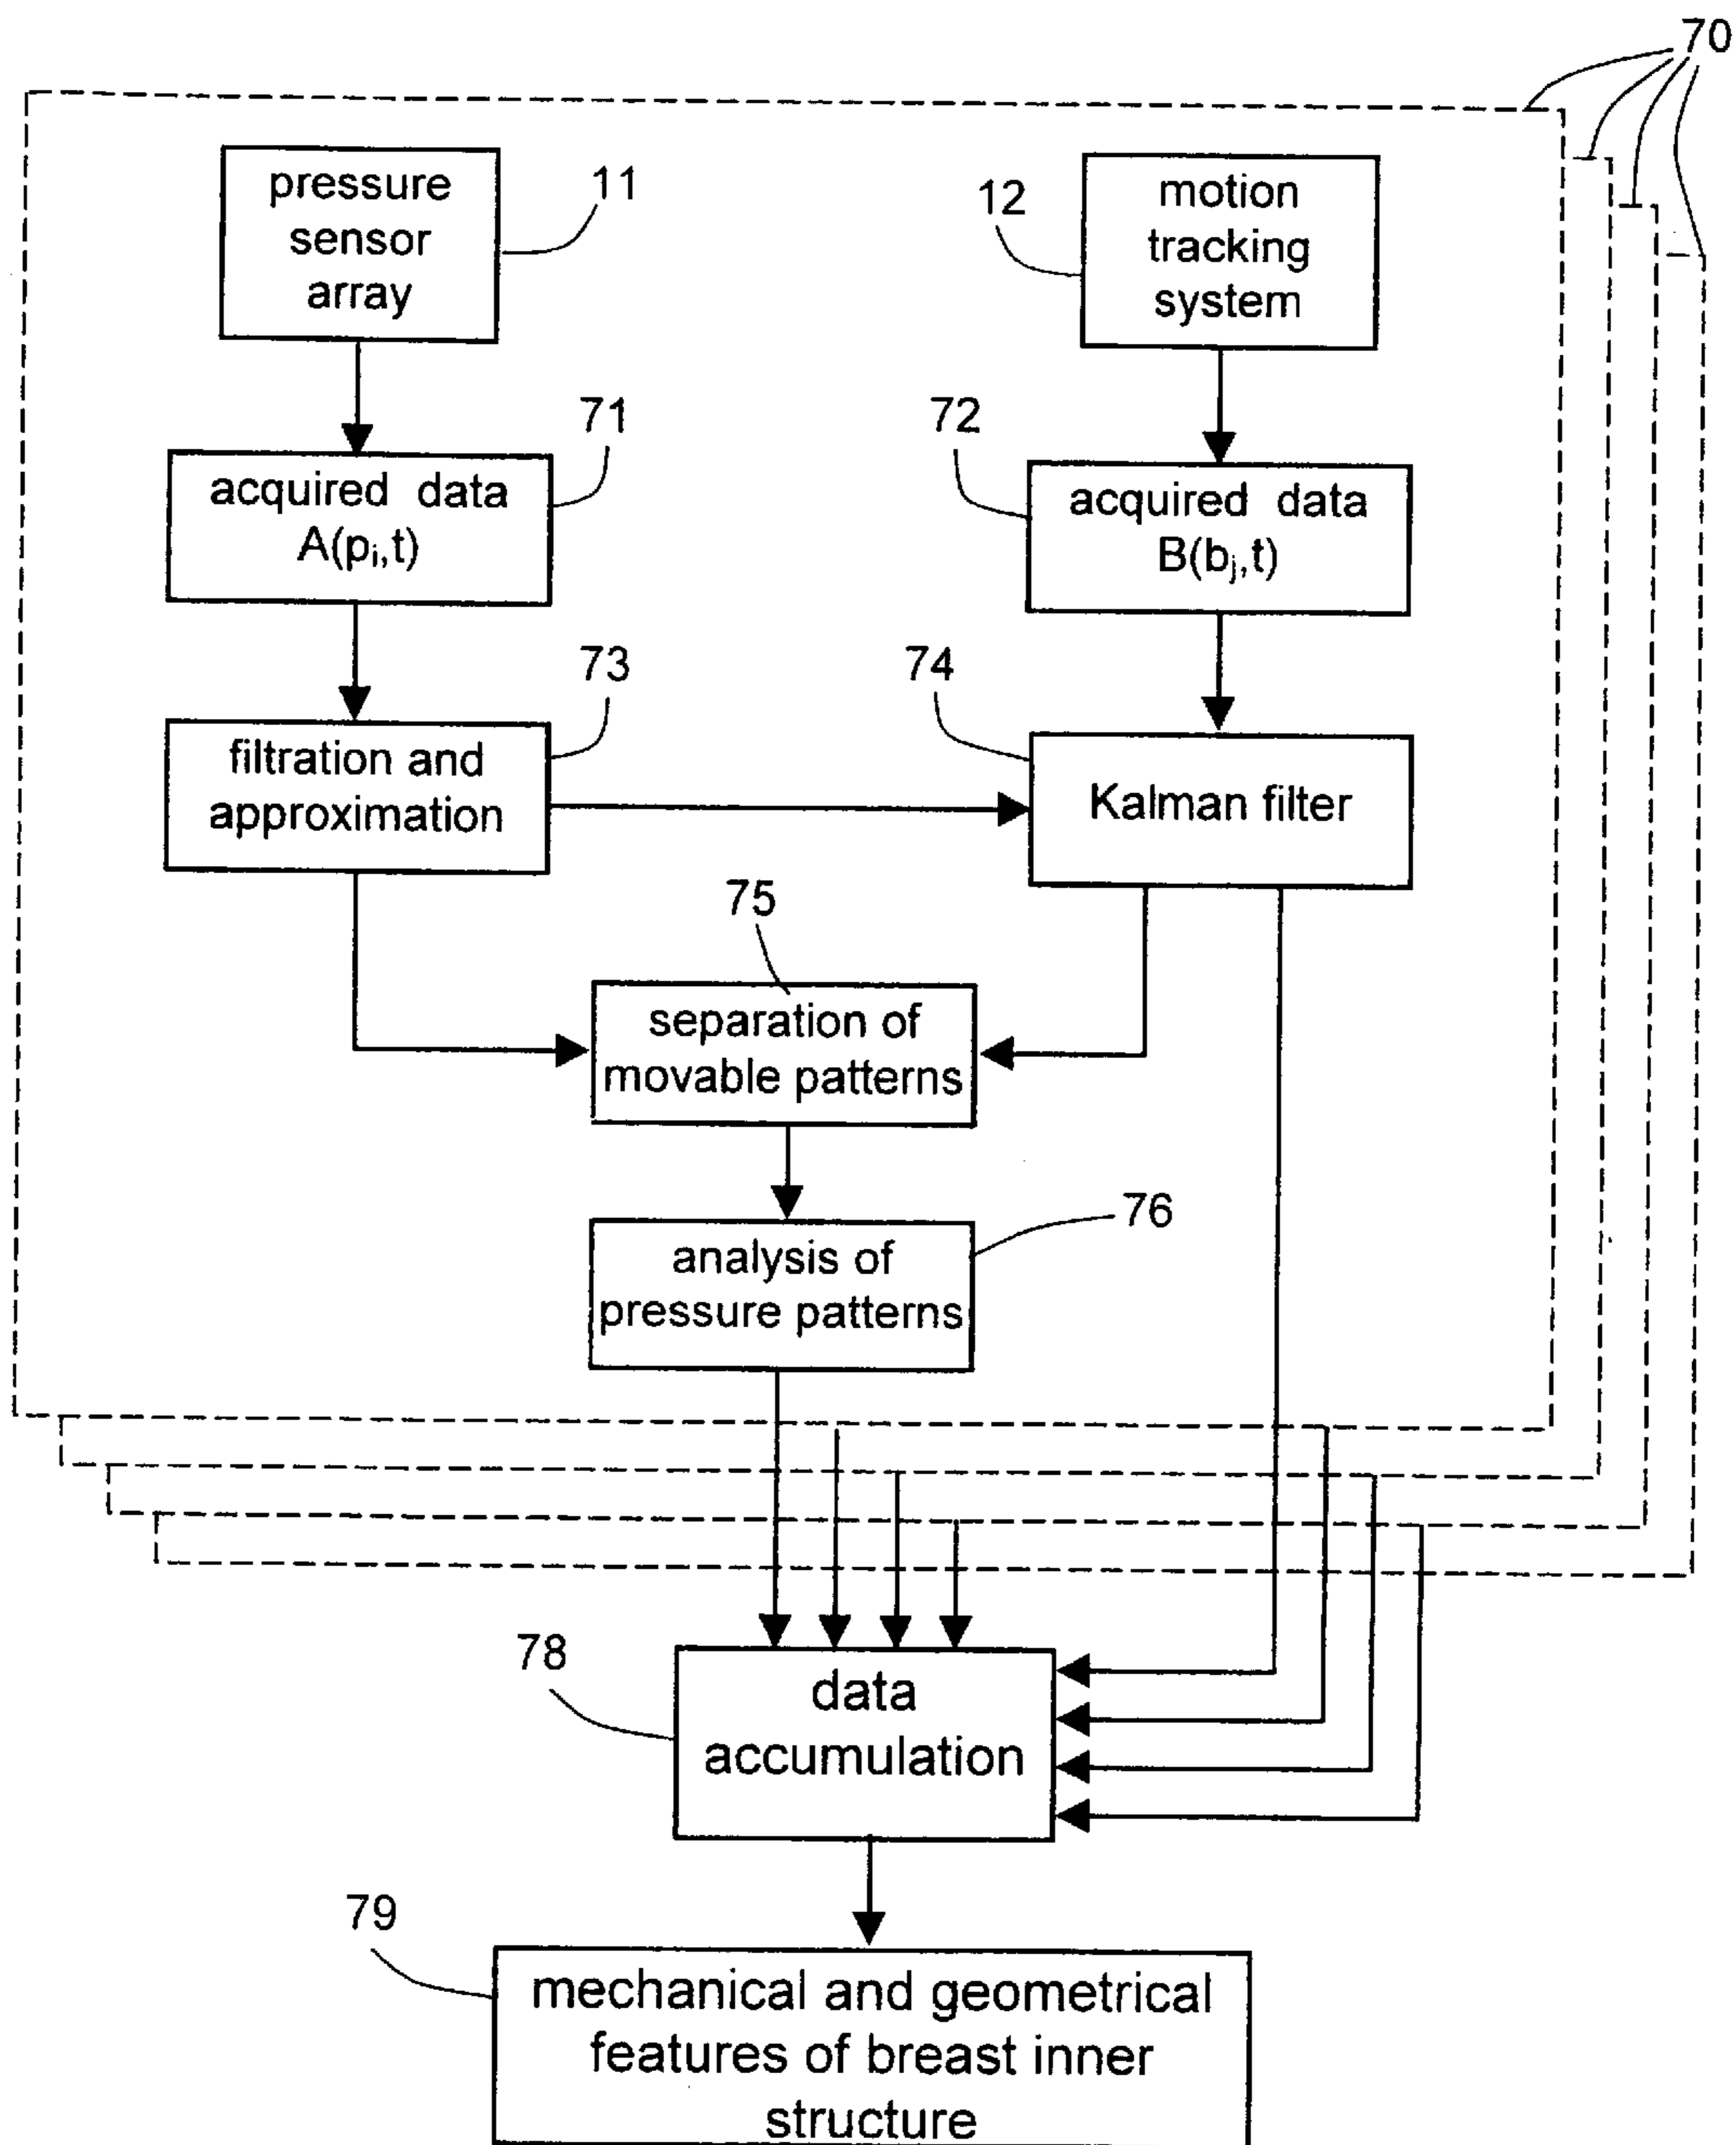 70
pressure
sensor
array
11
12
motion
tracking
system
71
acquired data
A(pᵢ,t)
72
acquired data
B(bⱼ,t)
73
filtration and
approximation
74
Kalman filter
75
separation of
movable patterns
76
analysis of
pressure patterns
78
data
accumulation
79
mechanical and geometrical
features of breast inner
structure